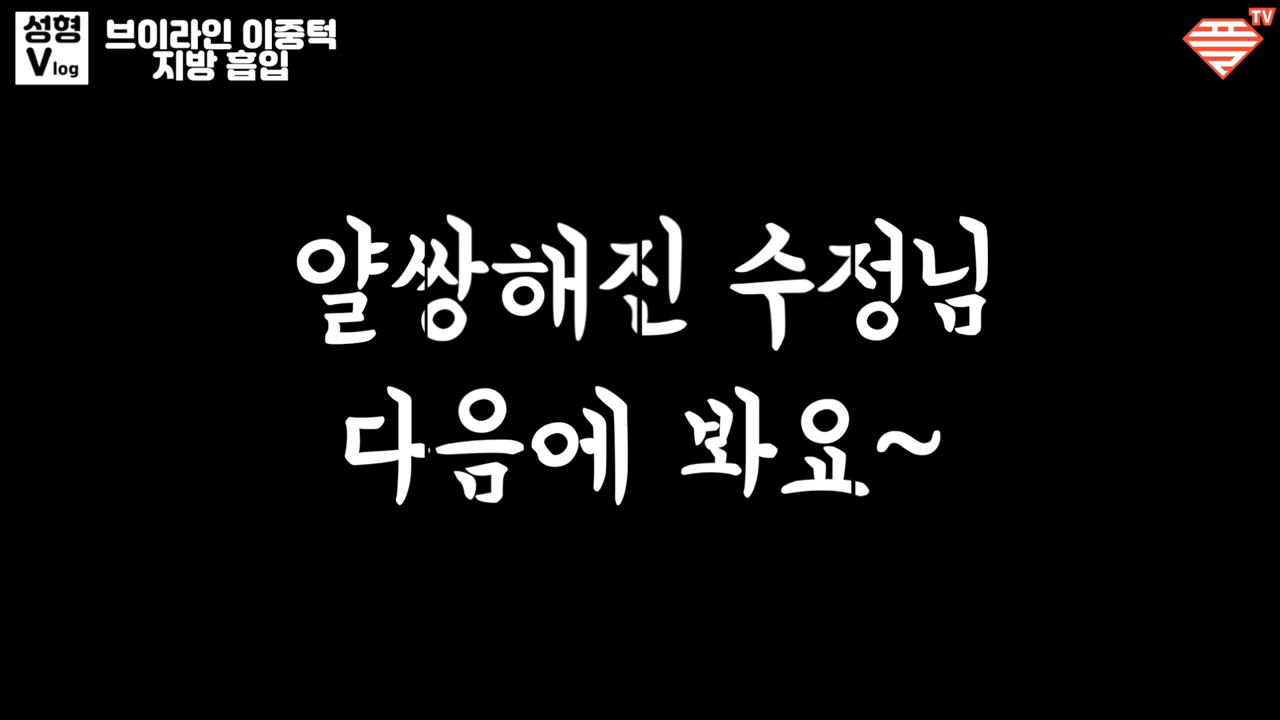 성형
Vlog
브이라인 이중턱
지방 흡입
TV
얄쌍해진 수정님
다음에 봐요~